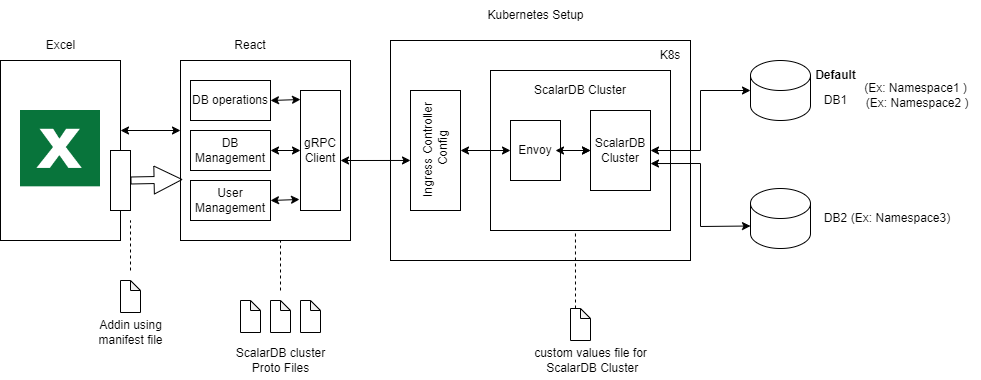 Kubernetes Setup
Excel
React
K8s
X
DB operations
DB
Management
User
Management
gRPC
Client
Ingress Controller
Config
ScalarDB Cluster
Envoy
ScalarDB
Cluster
Default
DB1
(Ex: Namespace1 )
(Ex: Namespace2 )
DB2 (Ex: Namespace3)
Addin using
manifest file
ScalarDB cluster
Proto Files
custom values file for
ScalarDB Cluster